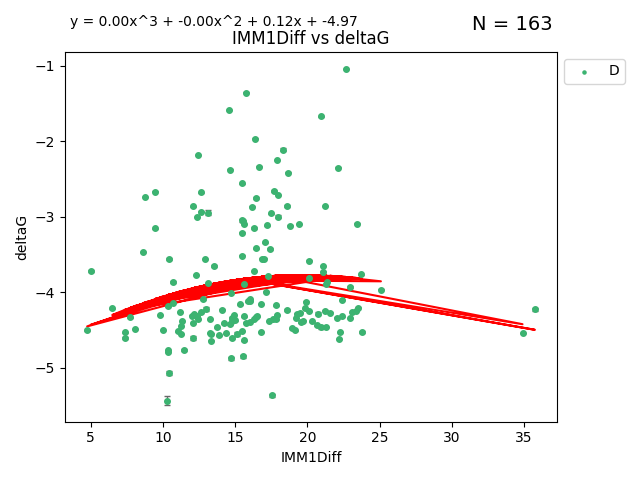 y = 0.00x^3 + -0.00x^2 + 0.12x + -4.97
N = 163
IMM1Diff vs deltaG
D
−1
−2
−3
−4
−5
deltaG
5 10 15 20 25 30 35
IMM1Diff